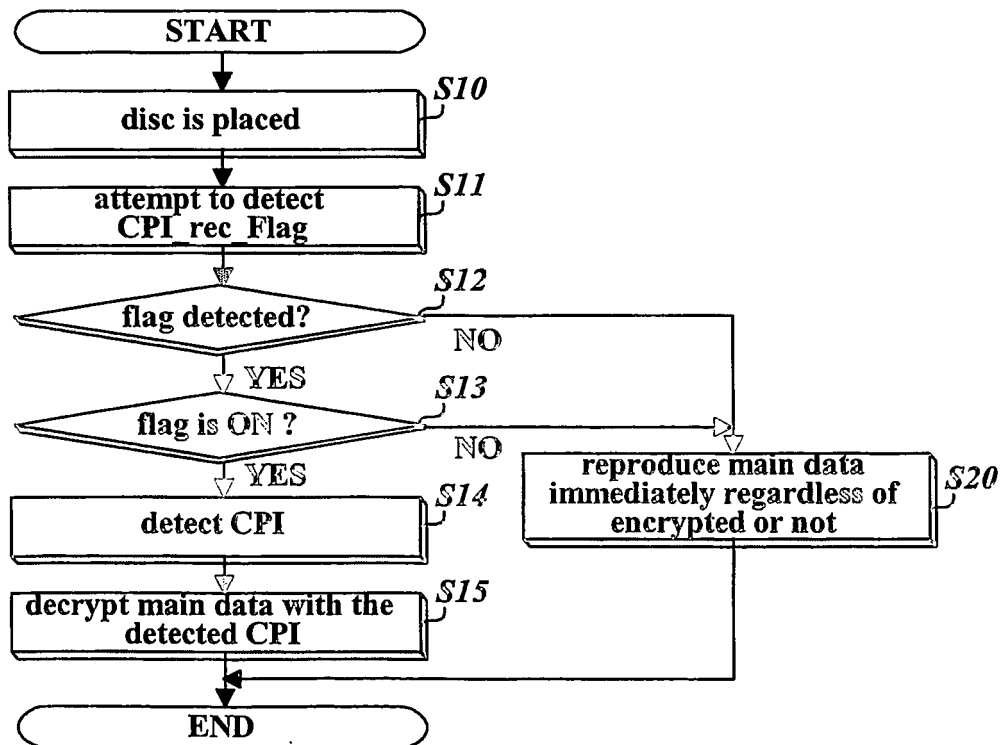 START
S10
disc is placed
S11
attempt to detect
CPI_rec_Flag
S12
flag detected?
NO
YES
S13
flag is ON ?
NO
YES
S14
detect CPI
reproduce main data
immediately regardless of
encrypted or not
S20
S15
decrypt main data with the
detected CPI
END